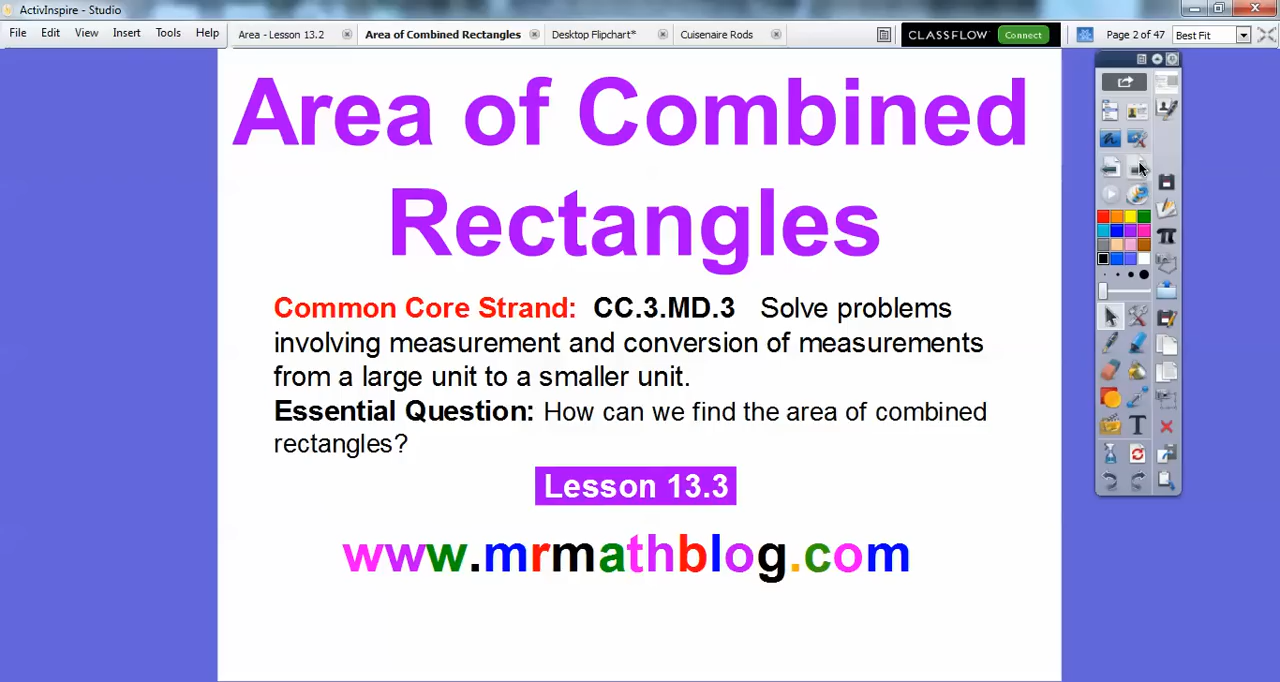 ActivInspire - Studio
File Edit View Insert Tools Help
Area - Lesson 13.2 Area of Combined Rectangles Desktop Flipchart* Cuisenaire Rods
CLASSFLOW Connect
Page 2 of 47 Best Fit
Area of Combined
Rectangles
Common Core Strand: CC.3.MD.3 Solve problems
involving measurement and conversion of measurements
from a large unit to a smaller unit.
Essential Question: How can we find the area of combined
rectangles?
Lesson 13.3
www.mrmathblog.com